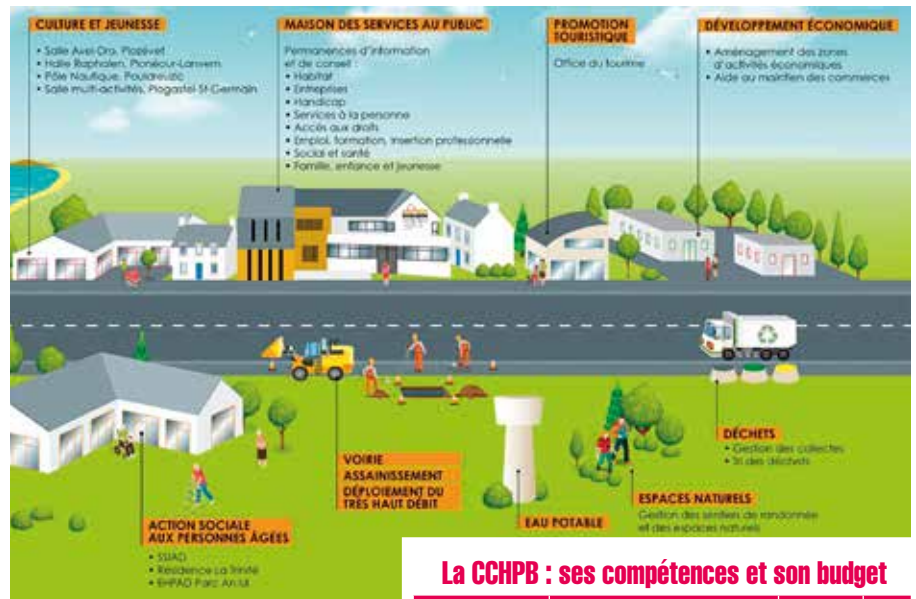 CULTURE ET JEUNESSE
• Salle Avel-Dro, Plozévet
• Halle Raphalen, Plonéour-Lanvern
• Pôle Nautique, Pouldreuzic
• Salle multi-activités, Plogastel-St-Germain
MAISON DES SERVICES AU PUBLIC
Permanences d'information
et de conseil :
• Habitat
• Entreprises
• Handicap
• Services à la personne
• Accès aux droits
• Emploi, formation, insertion professionnelle
• Social et santé
• Famille, enfance et jeunesse
PROMOTION
TOURISTIQUE
Office du tourime
DÉVELOPPEMENT ÉCONOMIQUE
• Aménagement des zones
d'activités économiques
• Aide au maintien des commerces
ACTION SOCIALE
AUX PERSONNES ÂGÉES
• SSIAD
• Résidence La Trinité
• EHPAD Parc An Id
VOIRIE
ASSAINISSEMENT
DÉPLOIEMENT DU
TRÈS HAUT DÉBIT
EAU POTABLE
DÉCHETS
• Gestion des collectes
• Tri des déchets
ESPACES NATURELS
Gestion des sentiers de randonnée
et des espaces naturels
La CCHPB : ses compétences et son budget